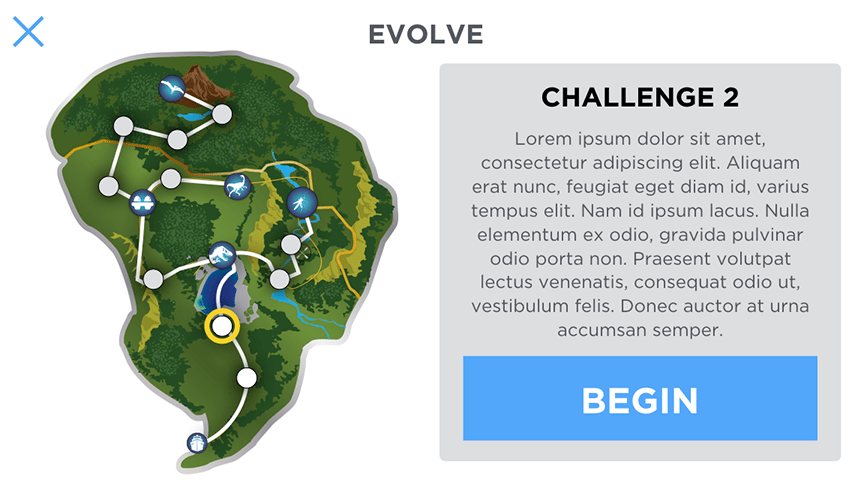 EVOLVE
CHALLENGE 2
Lorem ipsum dolor sit amet,
consectetur adipiscing elit. Aliquam
erat nunc, feugiat eget diam id, varius
tempus elit. Nam id ipsum lacus. Nulla
elementum ex odio, gravida pulvinar
odio porta non. Praesent volutpat
lectus venenatis, consequat odio ut,
vestibulum felis. Donec auctor at urna
accumsan semper.
BEGIN